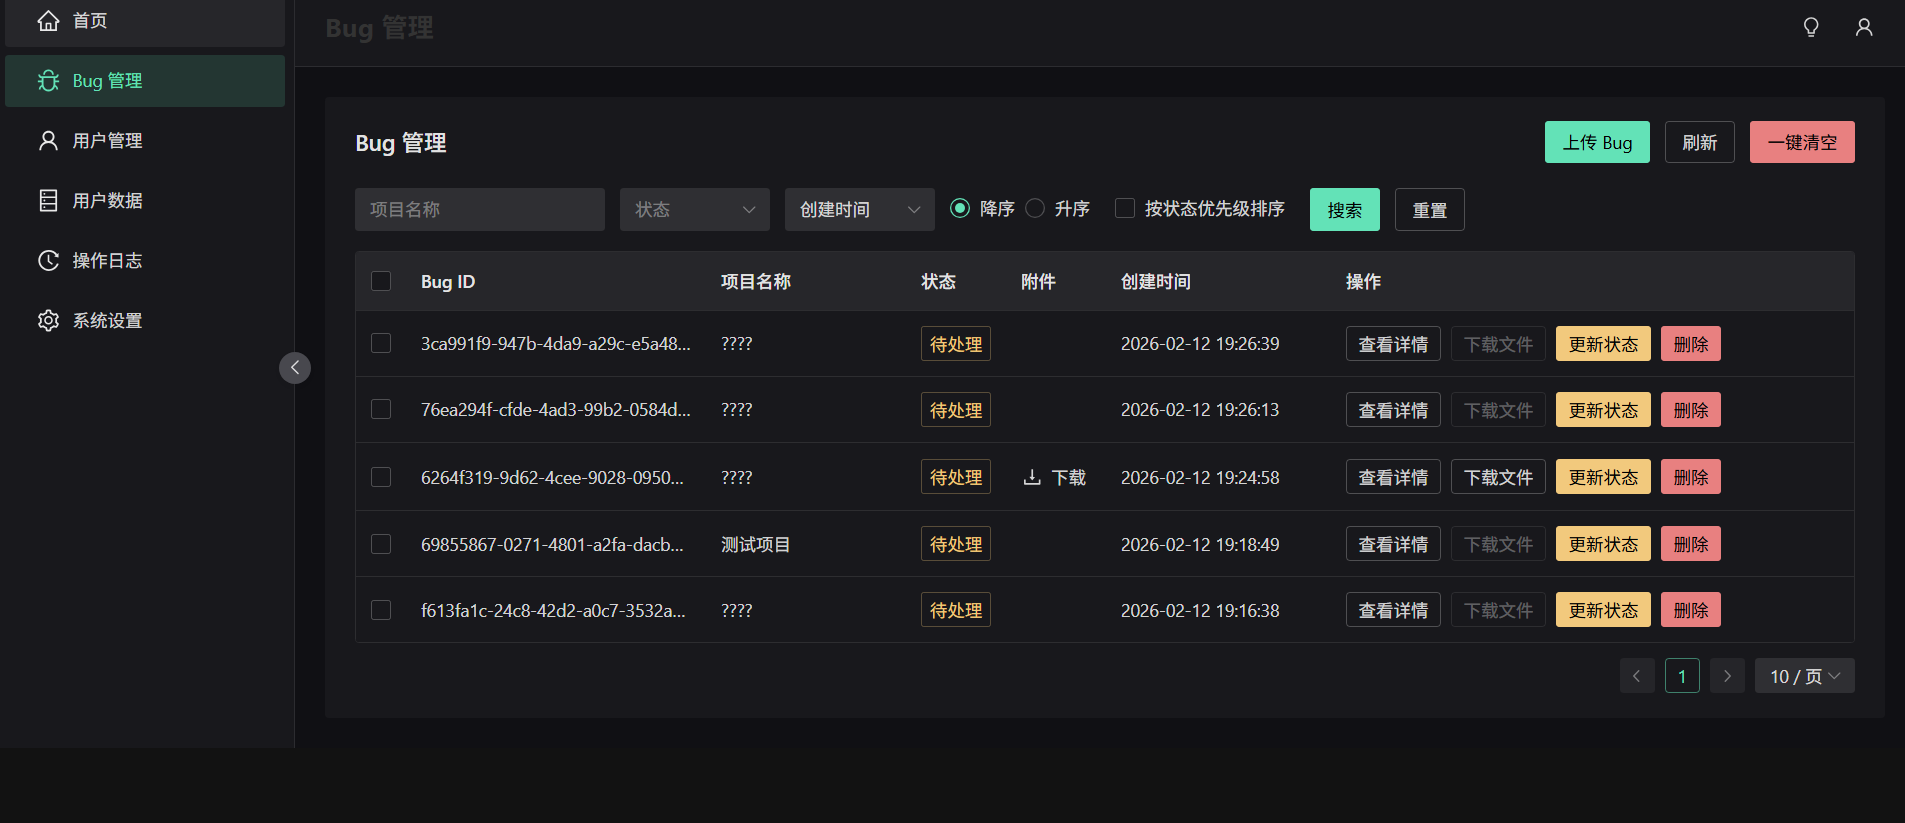 首页
Bug 管理
用户管理
用户数据
操作日志
系统设置
Bug 管理
Bug 管理
上传 Bug 刷新 一键清空
项目名称 状态 创建时间 降序 升序 按状态优先级排序 搜索 重置
Bug ID 项目名称 状态 附件 创建时间 操作
3ca991f9-947b-4da9-a29c-e5a48... ???? 待处理 2026-02-12 19:26:39 查看详情 下载文件 更新状态 删除
76ea294f-cfde-4ad3-99b2-0584d... ???? 待处理 2026-02-12 19:26:13 查看详情 下载文件 更新状态 删除
6264f319-9d62-4cee-9028-0950... ???? 待处理 下载 2026-02-12 19:24:58 查看详情 下载文件 更新状态 删除
69855867-0271-4801-a2fa-dacb... 测试项目 待处理 2026-02-12 19:18:49 查看详情 下载文件 更新状态 删除
f613fa1c-24c8-42d2-a0c7-3532a... ???? 待处理 2026-02-12 19:16:38 查看详情 下载文件 更新状态 删除
1 10 / 页